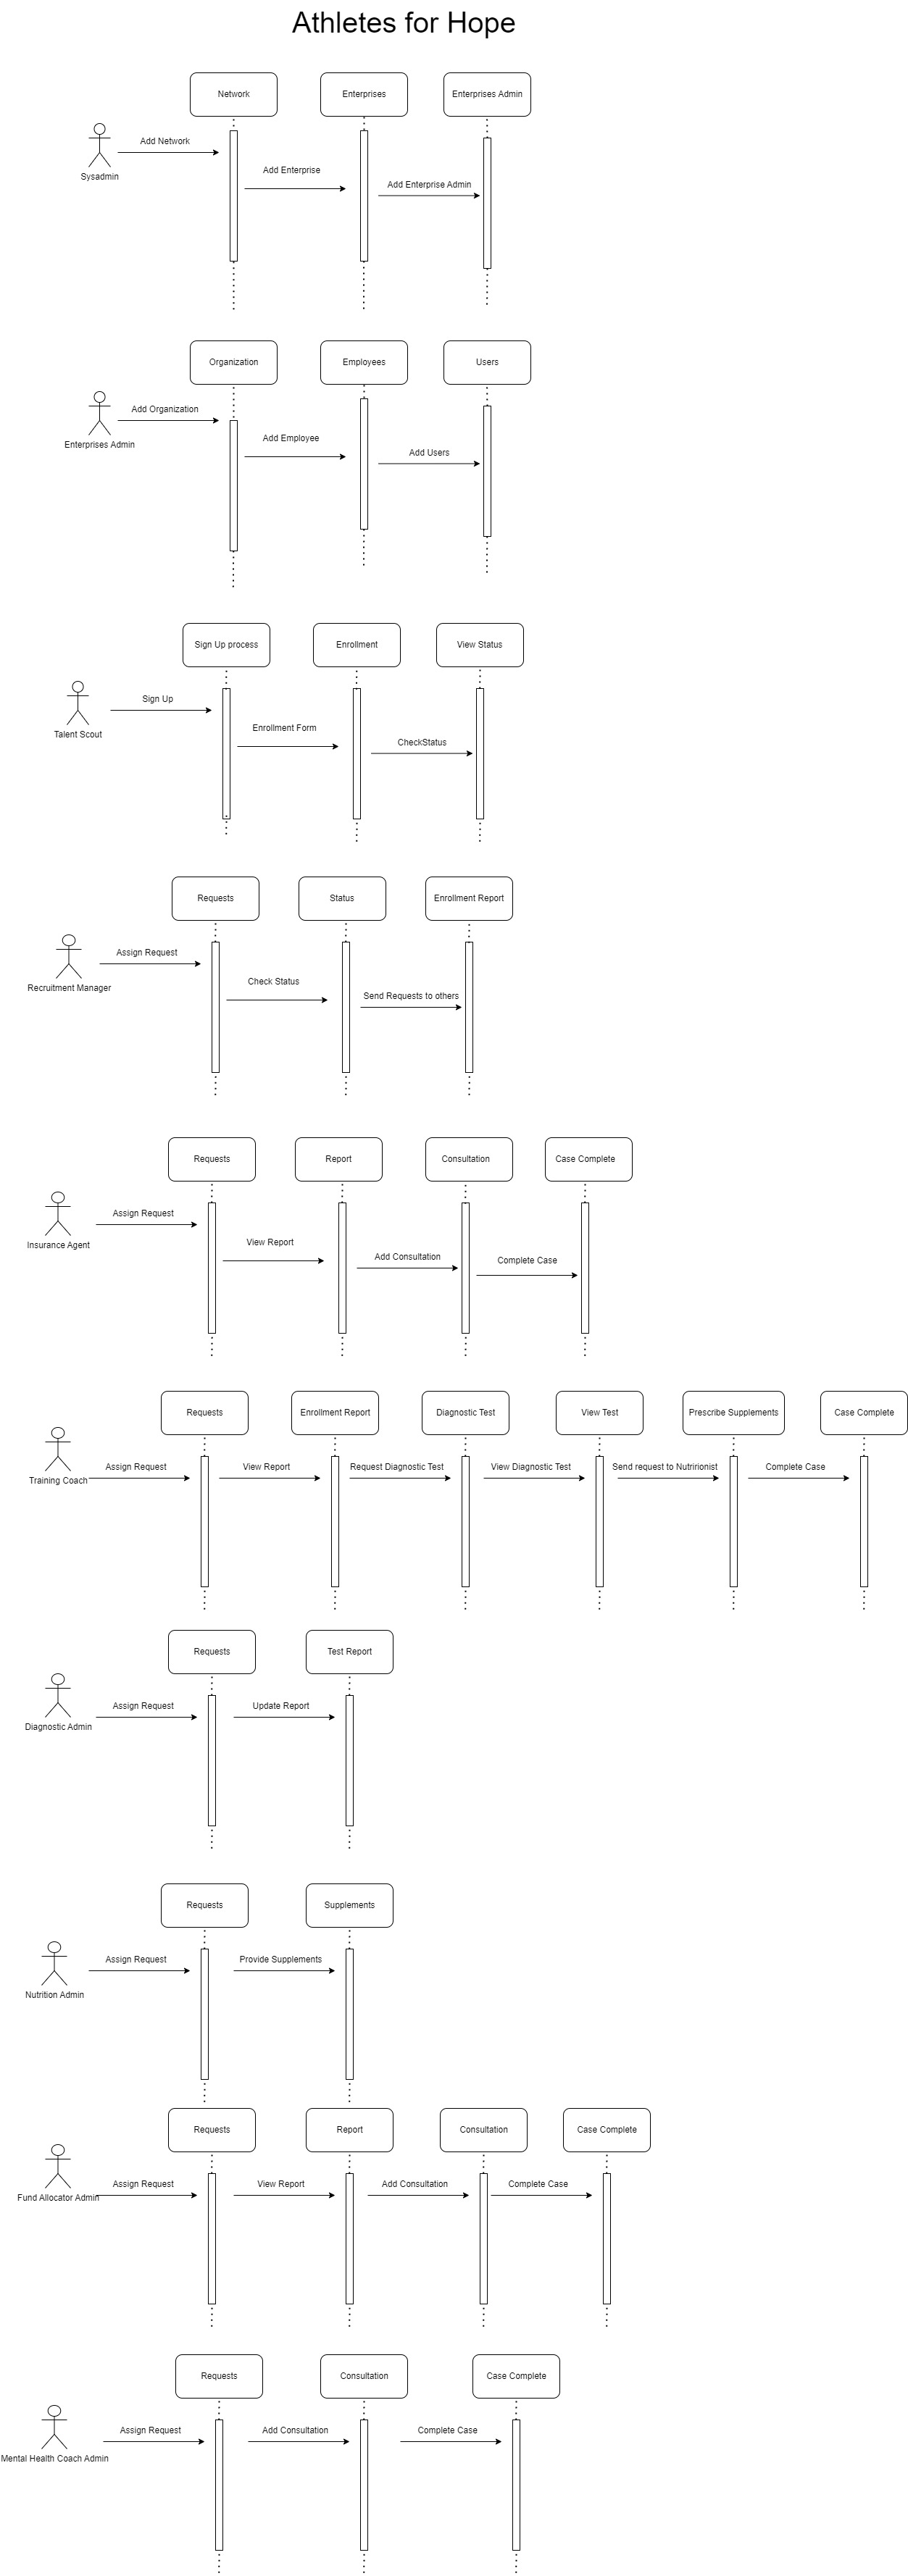 Athletes for Hope
Network
Enterprises
Enterprises Admin
Add Network
Add Enterprise
Add Enterprise Admin
Sysadmin
Organization
Employees
Users
Add Organization
Add Employee
Add Users
Enterprises Admin
Sign Up process
Enrollment
View Status
Sign Up
Enrollment Form
CheckStatus
Talent Scout
Requests
Status
Enrollment Report
Assign Request
Check Status
Send Requests to others
Recruitment Manager
Requests
Report
Consultation
Case Complete
Assign Request
View Report
Add Consultation
Complete Case
Insurance Agent
Requests
Enrollment Report
Diagnostic Test
View Test
Prescribe Supplements
Case Complete
Assign Request
View Report
Request Diagnostic Test
View Diagnostic Test
Send request to Nutririonist
Complete Case
Training Coach
Requests
Test Report
Assign Request
Update Report
Diagnostic Admin
Requests
Supplements
Assign Request
Provide Supplements
Nutrition Admin
Requests
Report
Consultation
Case Complete
Assign Request
View Report
Add Consultation
Complete Case
Fund Allocator Admin
Requests
Consultation
Case Complete
Assign Request
Add Consultation
Complete Case
Mental Health Coach Admin